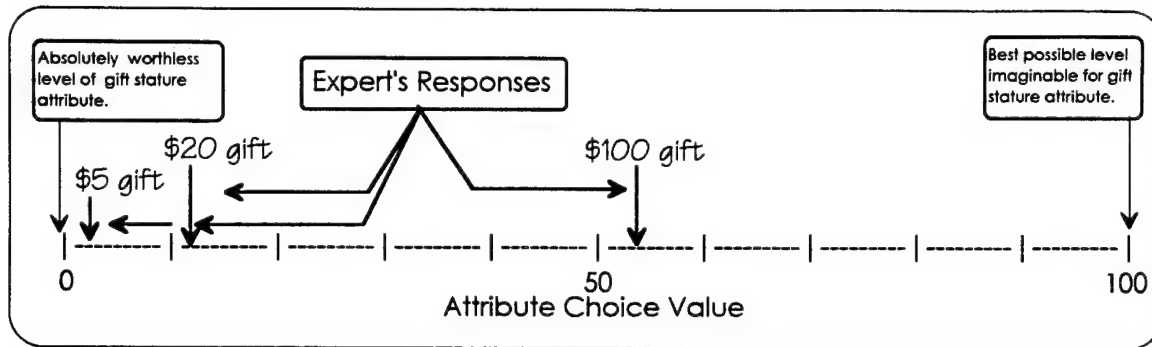 Absolutely worthless
level of gift stature
attribute.
Expert's Responses
Best possible level
imaginable for gift
stature attribute.
$5 gift
$20 gift
$100 gift
0
50
100
Attribute Choice Value